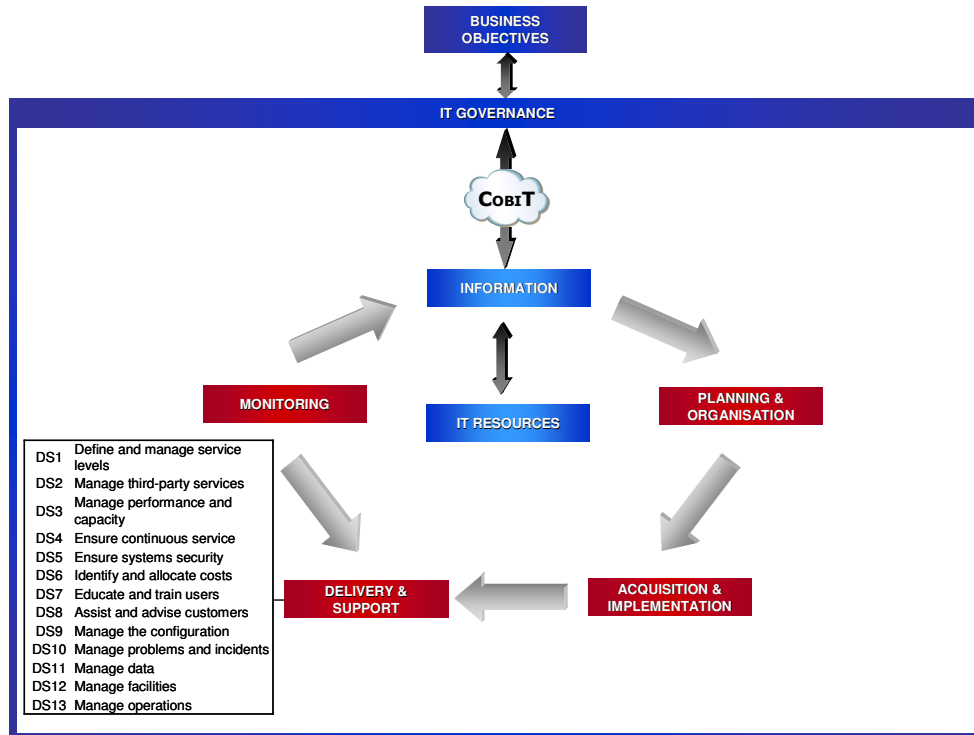 BUSINESS
OBJECTIVES
IT GOVERNANCE
COBIT
INFORMATION
MONITORING
IT RESOURCES
PLANNING &
ORGANISATION
DS1 Define and manage service
levels
DS2 Manage third-party services
DS3 Manage performance and
capacity
DS4 Ensure continuous service
DS5 Ensure systems security
DS6 Identify and allocate costs
DS7 Educate and train users
DS8 Assist and advise customers
DS9 Manage the configuration
DS10 Manage problems and incidents
DS11 Manage data
DS12 Manage facilities
DS13 Manage operations
DELIVERY &
SUPPORT
ACQUISITION &
IMPLEMENTATION